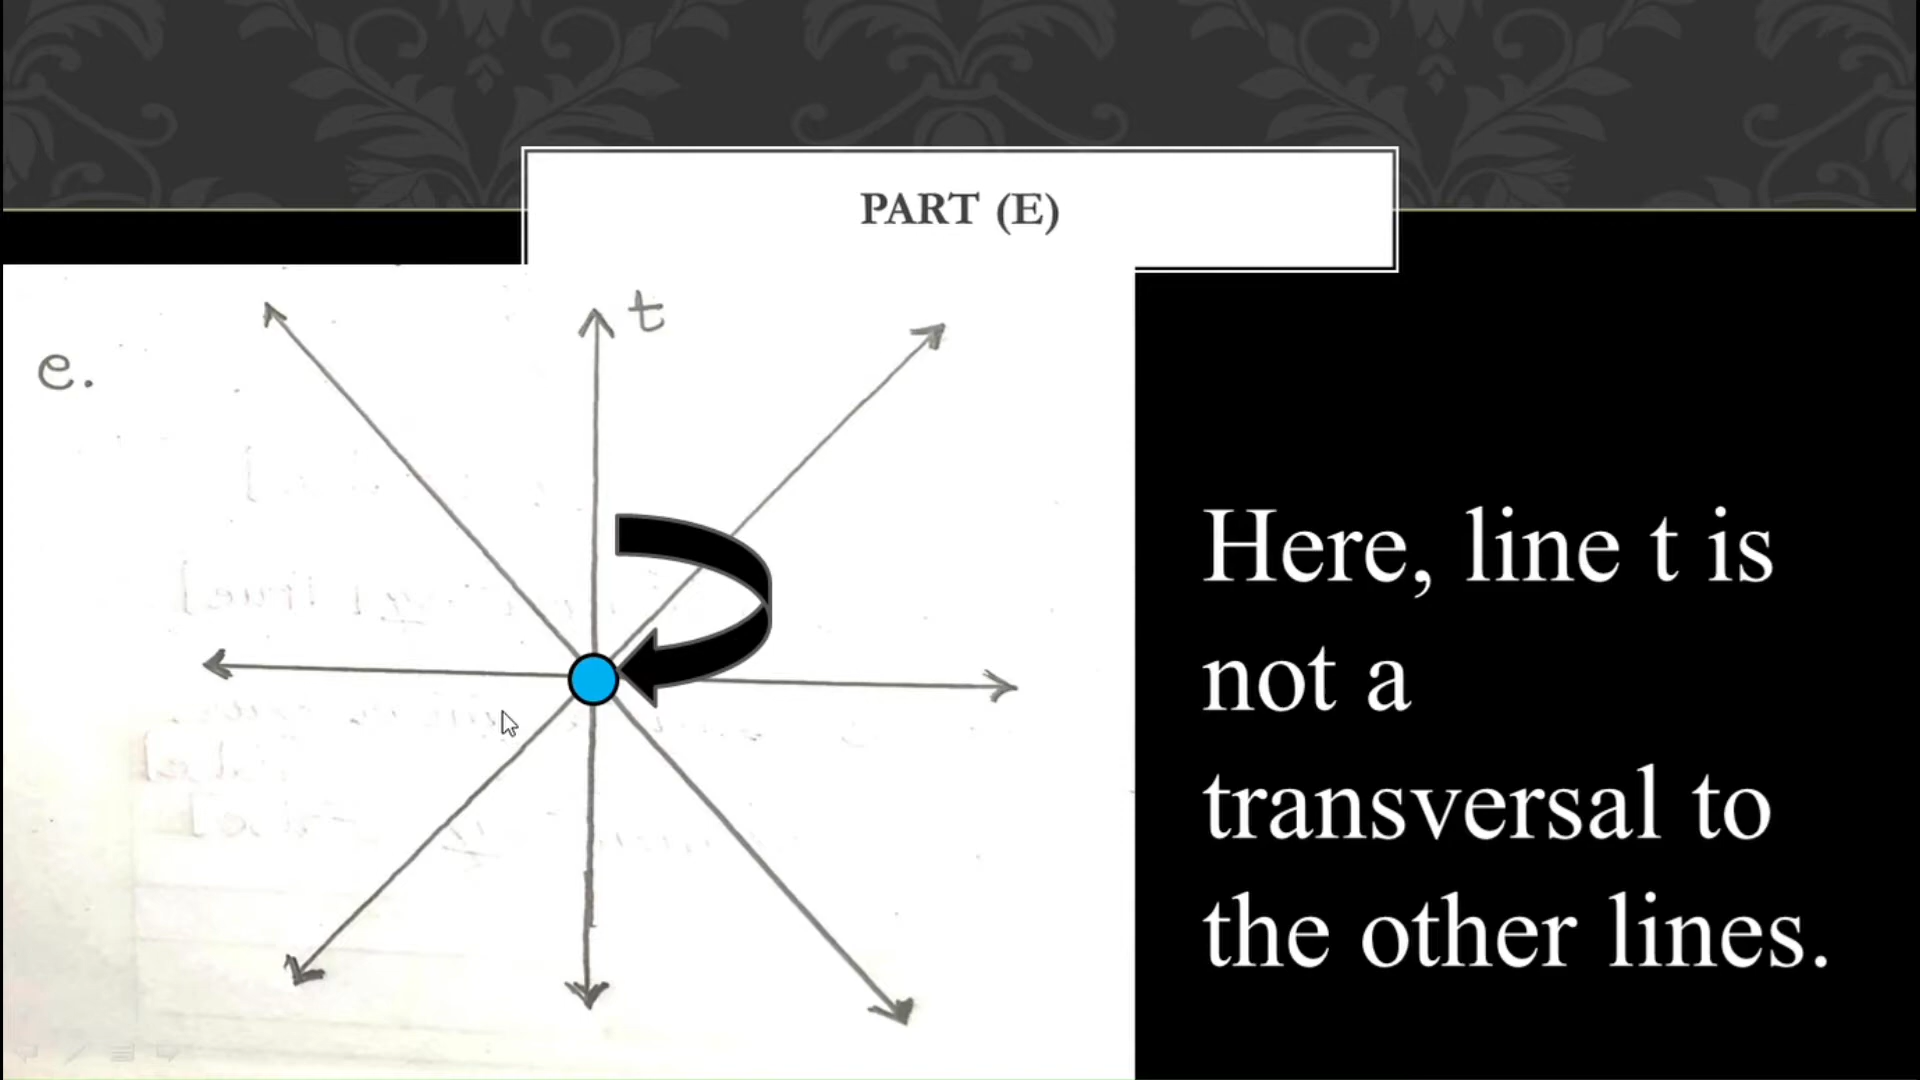 PART (E)
t
e.
Here, line t is
not a
transversal to
the other lines.